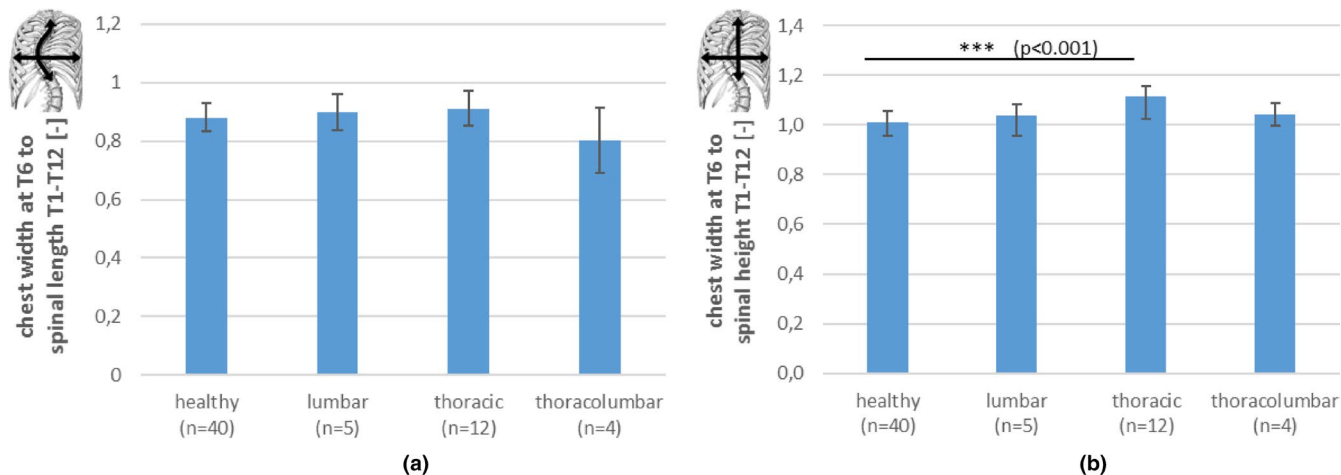 chest width at T6 to
spinal length T1-T12 [-]
1,2
1
0,8
0,6
0,4
0,2
0
healthy
(n=40)
lumbar
(n=5)
thoracic
(n=12)
thoracolumbar
(n=4)
(a)
chest width at T6 to
spinal height T1-T12 [-]
1,4
1,2
1,0
0,8
0,6
0,4
0,2
0,0
*** (p<0.001)
healthy
(n=40)
lumbar
(n=5)
thoracic
(n=12)
thoracolumbar
(n=4)
(b)